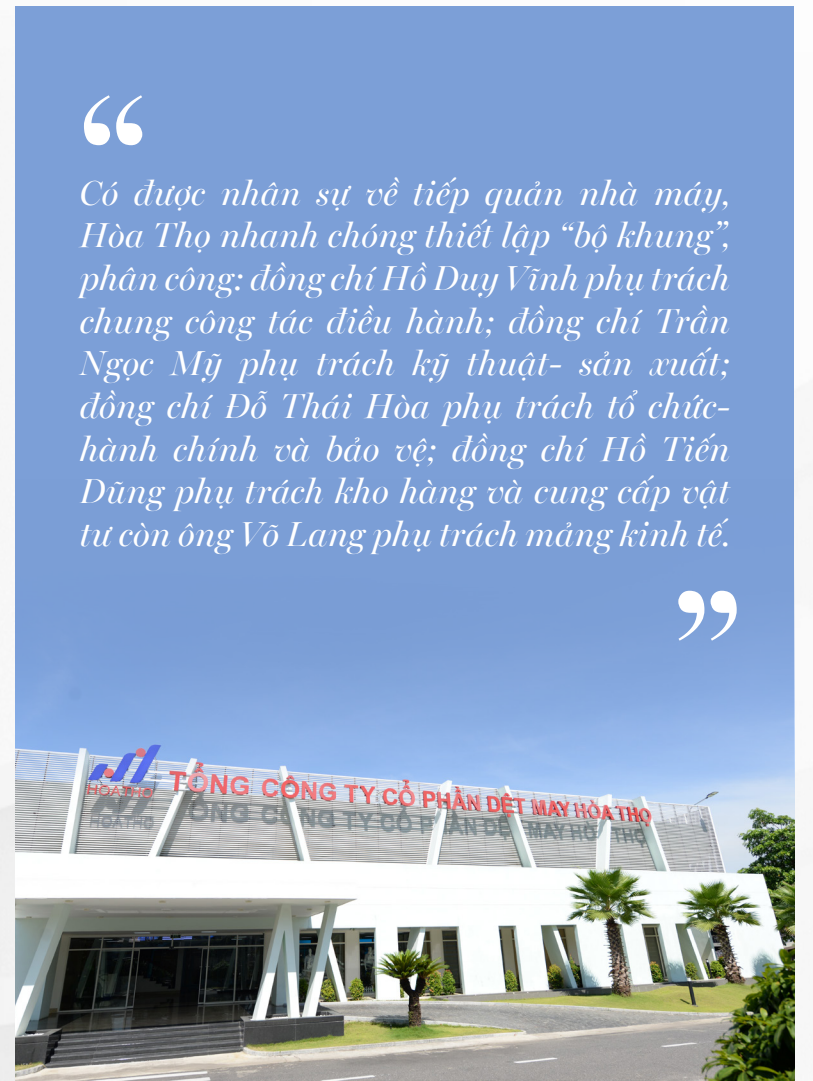 “
Có được nhân sự về tiếp quản nhà máy,
Hòa Thọ nhanh chóng thiết lập “bộ khung”,
phân công: đồng chí Hồ Duy Vĩnh phụ trách
chung công tác điều hành; đồng chí Trần
Ngọc Mỹ phụ trách kỹ thuật- sản xuất;
đồng chí Đỗ Thái Hòa phụ trách tổ chức-
hành chính và bảo vệ; đồng chí Hồ Tiến
Dũng phụ trách kho hàng và cung cấp vật
tư còn ông Võ Lang phụ trách mảng kinh tế.
”
HOATHO
TỔNG CÔNG TY CỔ PHẦN DỆT MAY HÒA THỌ